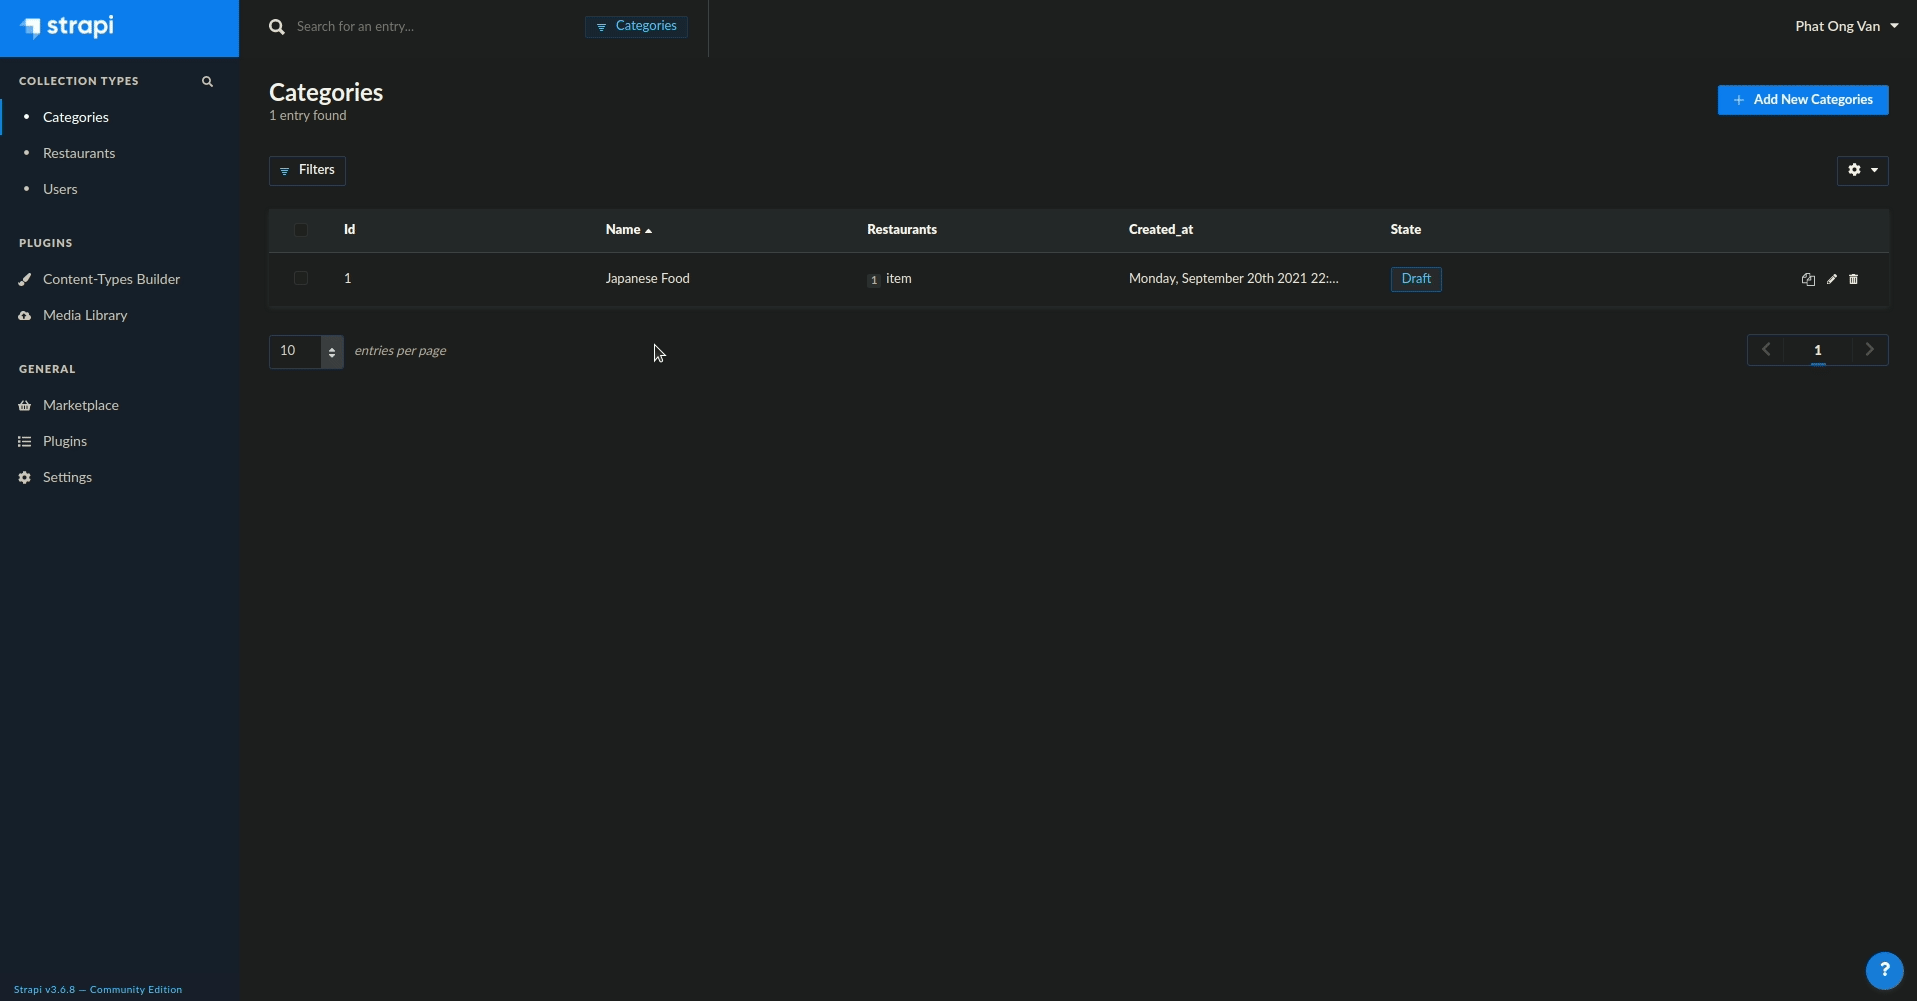 strapi
Search for an entry...
Categories
Phat Ong Van
COLLECTION TYPES
Categories
Restaurants
Users
PLUGINS
Content-Types Builder
Media Library
GENERAL
Marketplace
Plugins
Settings
Strapi v3.6.8 — Community Edition
Categories
1 entry found
Add New Categories
Filters
Id Name Restaurants Created_at State
1 Japanese Food 1 item Monday, September 20th 2021 22:... Draft
10 entries per page
1
?